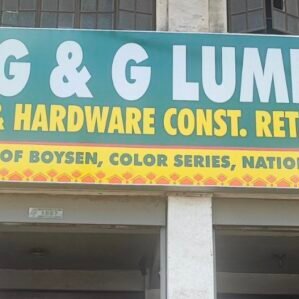 G & G LUM
& HARDWARE CONST. RET
OF BOYSEN, COLOR SERIES, NATIO